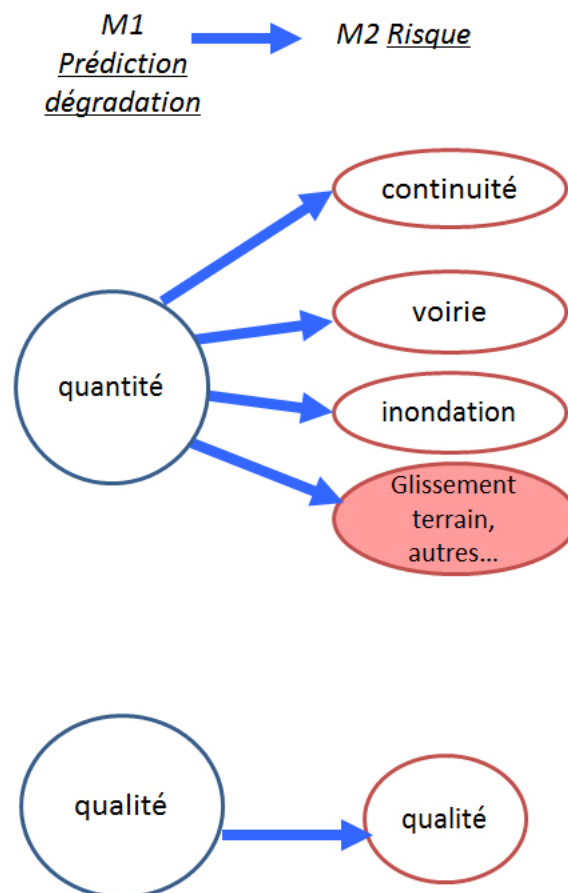 M1
Prédiction
dégradation
M2 Risque
continuité
voirie
quantité
inondation
Glissement
terrain,
autres...
qualité
qualité